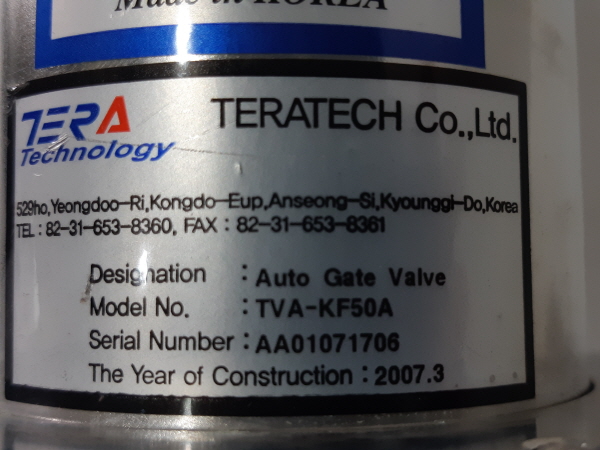 Made in KOREA
TERA
Technology
TERATECH Co.,Ltd.
529ho,Yeongdoo-Ri,Kongdo-Eup,Anseong-Si,Kyounggi-Do,Korea
TEL : 82-31-653-8360, FAX : 82-31-653-8361
Designation : Auto Gate Valve
Model No. : TVA-KF50A
Serial Number : AA01071706
The Year of Construction : 2007.3